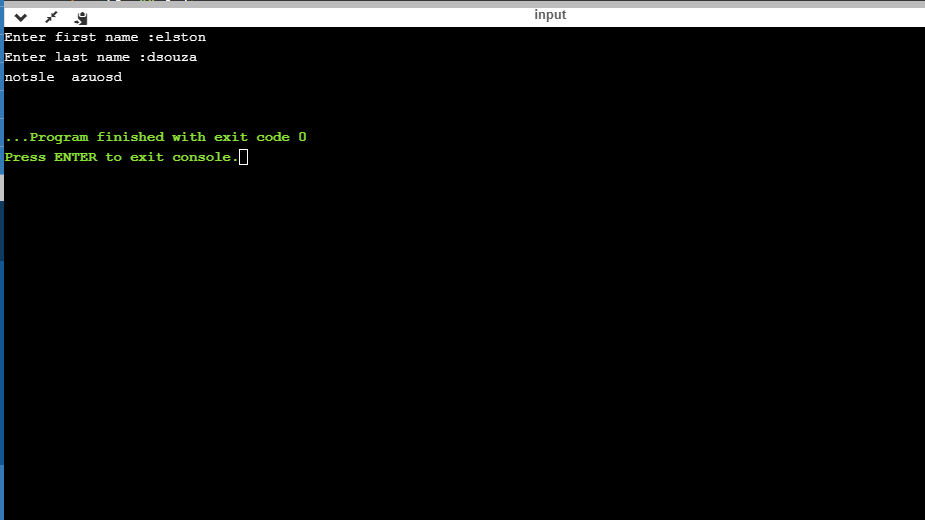 input
Enter first name :elston
Enter last name :dsouza
notsle  azuosd
...Program finished with exit code 0
Press ENTER to exit console.